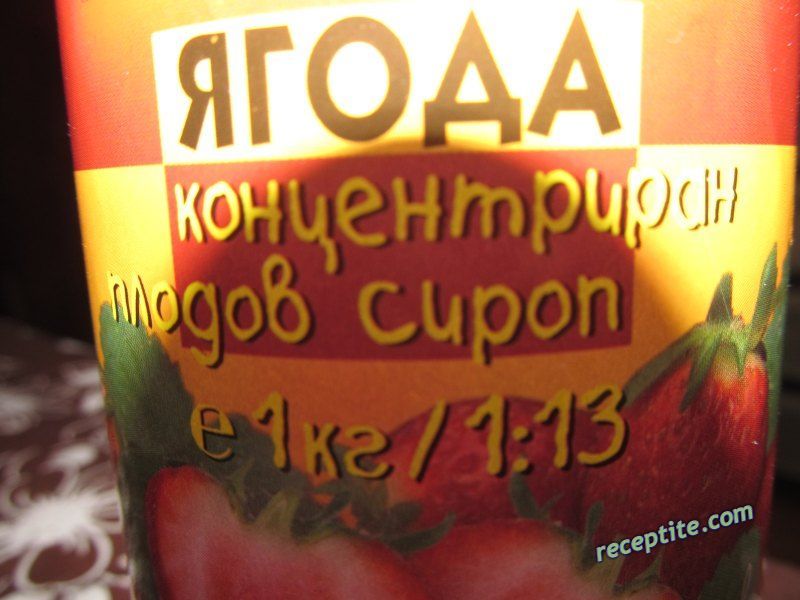 ЯГОДА
концентриран
плодов сироп
е 1кг / 1:13
receptite.com